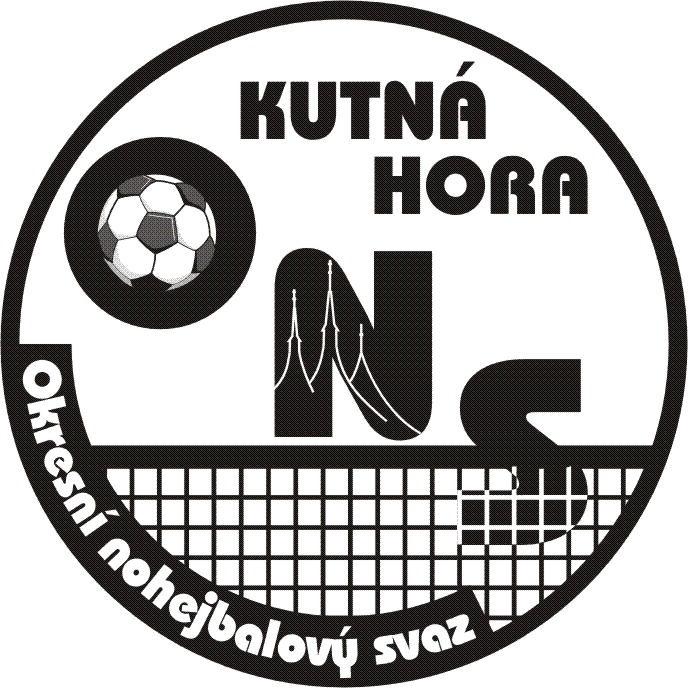 KUTNÁ
HORA
ONS
Okresní nohejbalový svaz